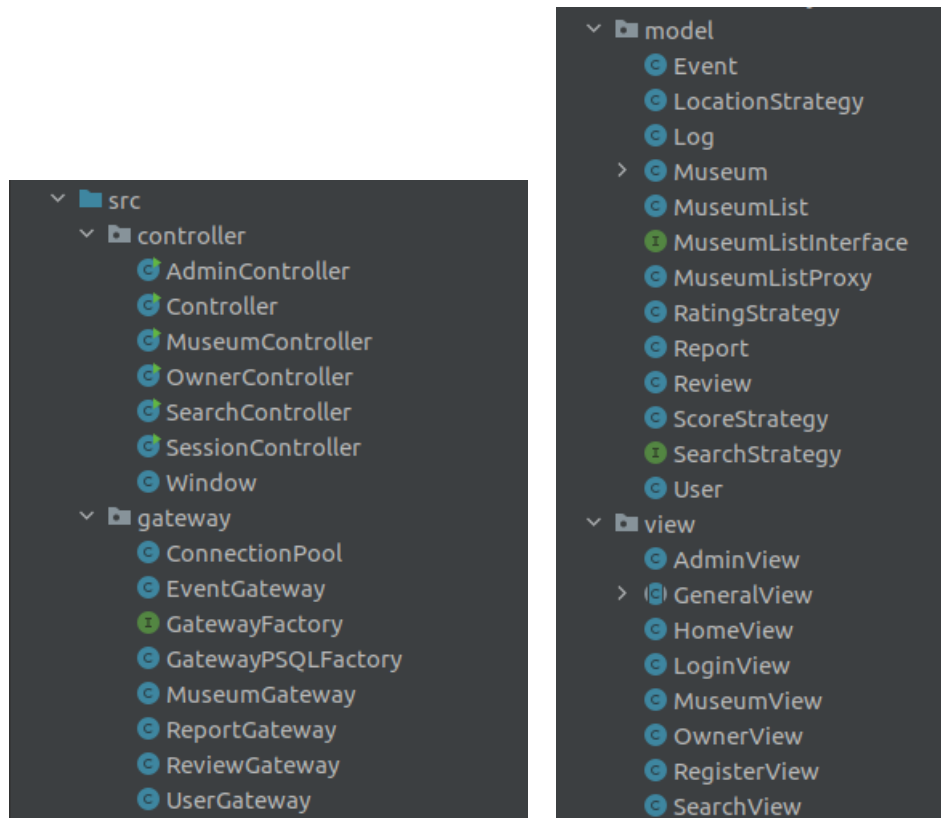 src
controller
AdminController
Controller
MuseumController
OwnerController
SearchController
SessionController
Window
gateway
ConnectionPool
EventGateway
GatewayFactory
GatewayPSQLFactory
MuseumGateway
ReportGateway
ReviewGateway
UserGateway
model
Event
LocationStrategy
Log
Museum
MuseumList
MuseumListInterface
MuseumListProxy
RatingStrategy
Report
Review
ScoreStrategy
SearchStrategy
User
view
AdminView
GeneralView
HomeView
LoginView
MuseumView
OwnerView
RegisterView
SearchView